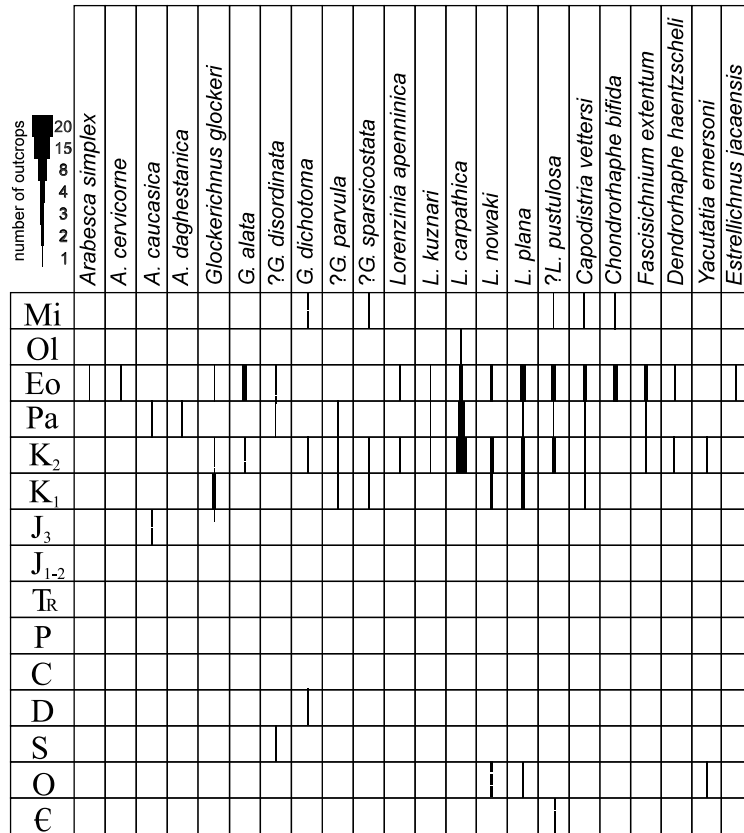 number of outcrops
20
15
8
4
3
2
1
Arabesca simplex
A. cervicorne
A. caucasica
A. daghestanica
Glockerichnus glockeri
G. alata
?G. disordinata
G. dichotoma
?G. parvula
?G. sparsicostata
Lorenzinia apenninica
L. kuznari
L. carpathica
L. nowaki
L. plana
?L. pustulosa
Capodistria vettersi
Chondrorhaphe bifida
Fascisichnium extentum
Dendrorhaphe haentzscheli
Yacutatia emersoni
Estrellichnus jacaensis
Mi
Ol
Eo
Pa
K₂
K₁
J₃
J₁₋₂
TR
P
C
D
S
O
Є